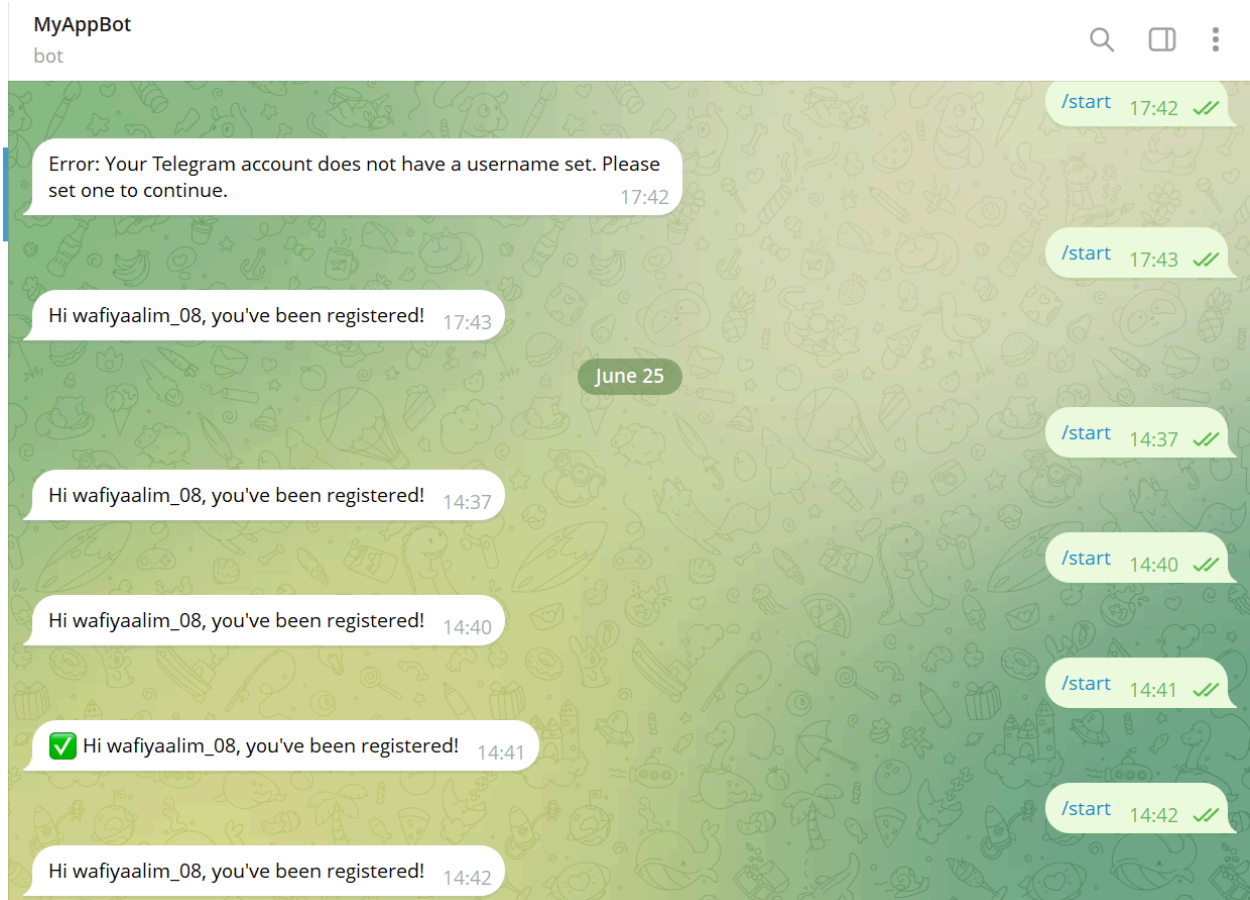 MyAppBot
bot
/start 17:42
Error: Your Telegram account does not have a username set. Please
set one to continue. 17:42
/start 17:43
Hi wafiyaalim_08, you've been registered! 17:43
June 25
/start 14:37
Hi wafiyaalim_08, you've been registered! 14:37
/start 14:40
Hi wafiyaalim_08, you've been registered! 14:40
/start 14:41
✅ Hi wafiyaalim_08, you've been registered! 14:41
/start 14:42
Hi wafiyaalim_08, you've been registered! 14:42